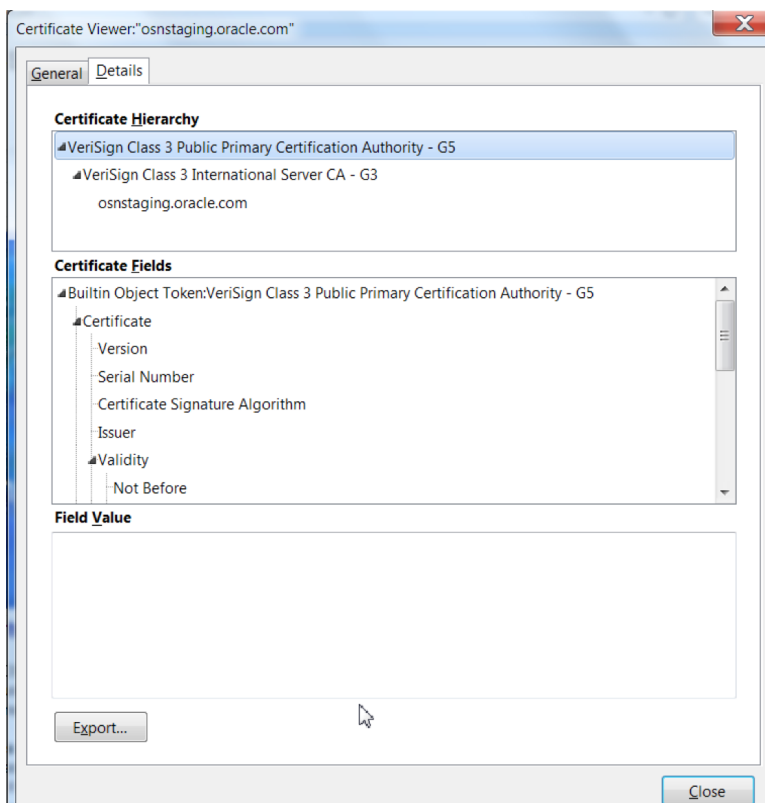 Certificate Viewer:"osnstaging.oracle.com"
General Details
Certificate Hierarchy
VeriSign Class 3 Public Primary Certification Authority - G5
VeriSign Class 3 International Server CA - G3
osnstaging.oracle.com
Certificate Fields
Builtin Object Token:VeriSign Class 3 Public Primary Certification Authority - G5
Certificate
Version
Serial Number
Certificate Signature Algorithm
Issuer
Validity
Not Before
Field Value
Export...
Close